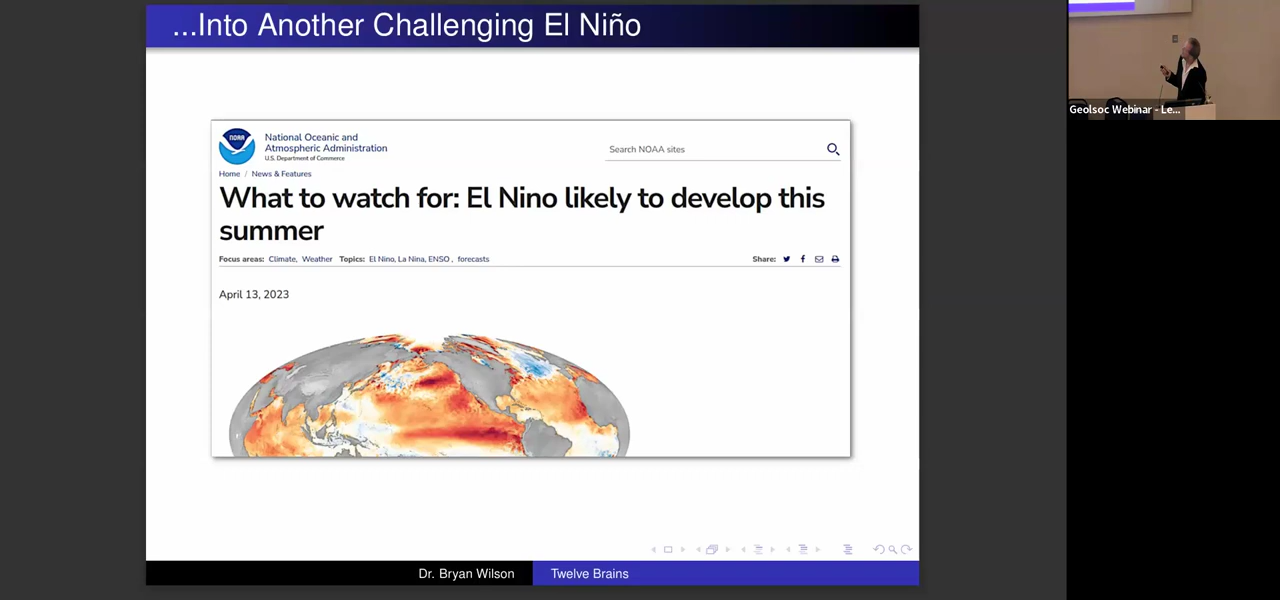 ...Into Another Challenging El Niño
NOAA
National Oceanic and
Atmospheric Administration
U.S. Department of Commerce
Search NOAA sites
Home / News & Features
What to watch for: El Nino likely to develop this
summer
Focus areas: Climate, Weather Topics: El Nino, La Nina, ENSO , forecasts
Share:
April 13, 2023
Dr. Bryan Wilson
Twelve Brains
Geolsoc Webinar - Le...